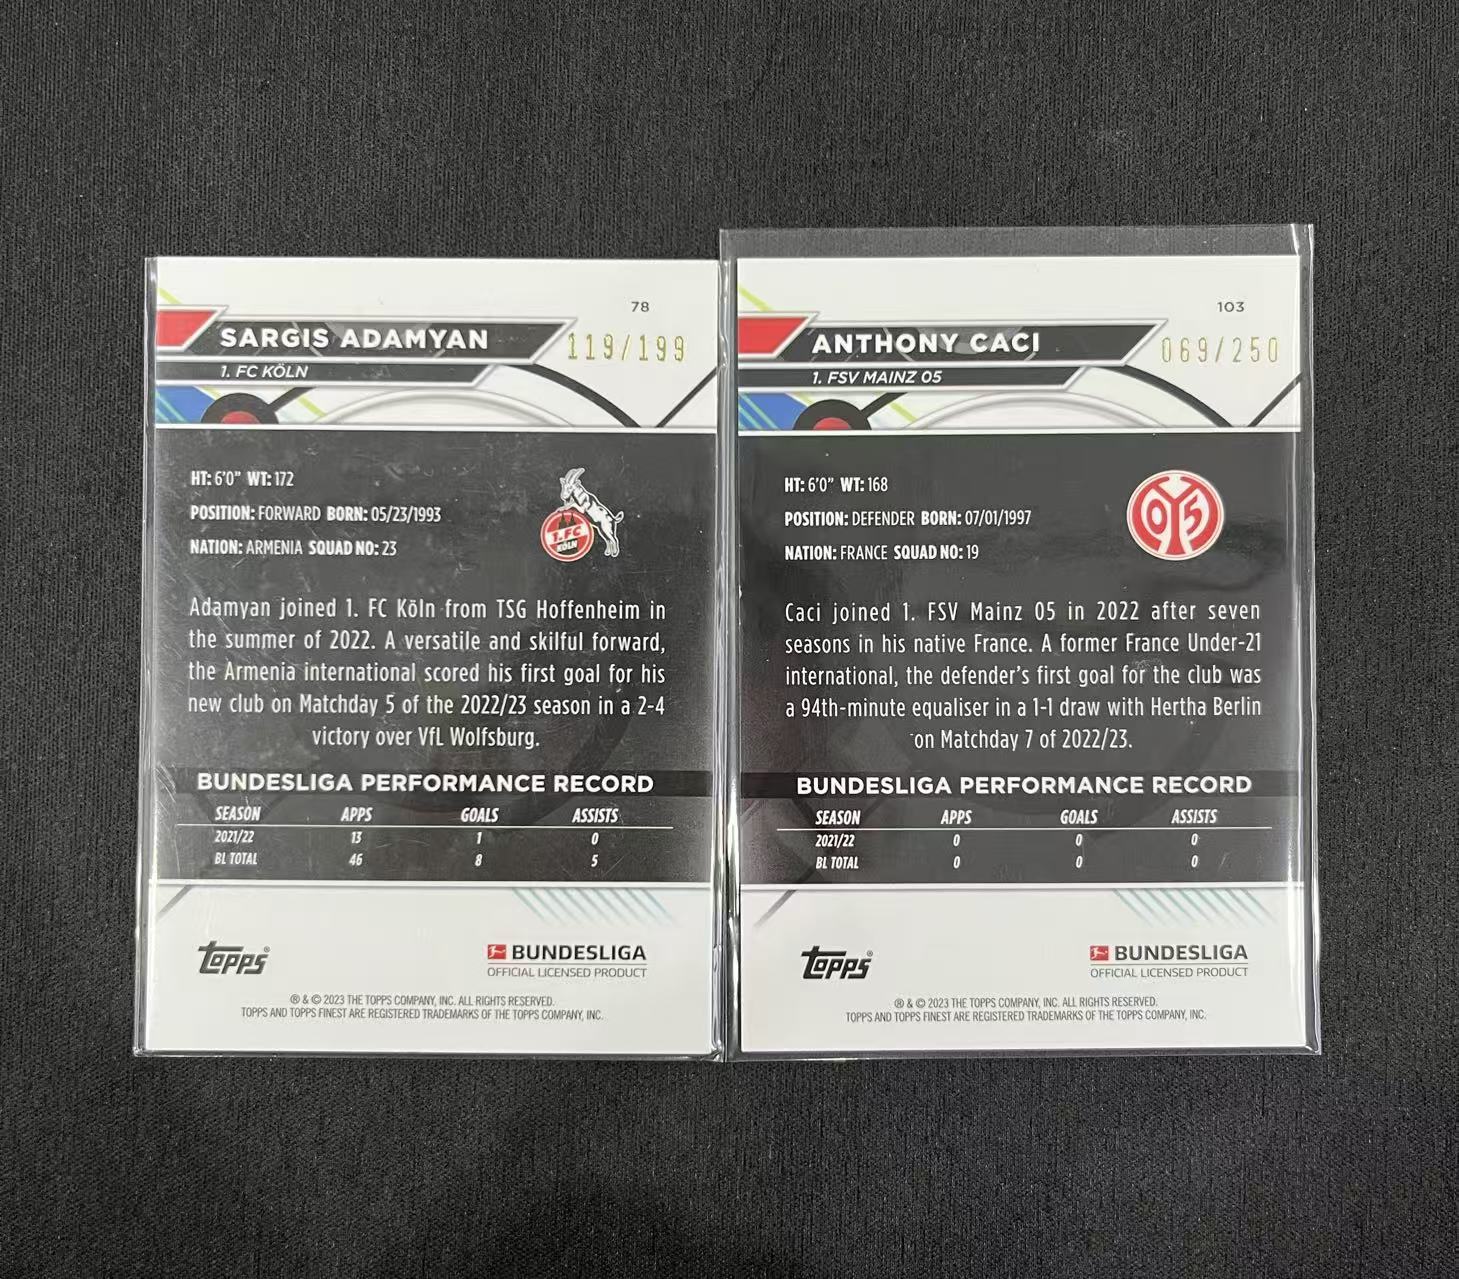 78
SARGIS ADAMYAN
119/199
1. FC KÖLN
HT: 6'0" WT: 172
POSITION: FORWARD BORN: 05/23/1993
NATION: ARMENIA SQUAD NO: 23
1.FC
KÖLN
Adamyan joined 1. FC Köln from TSG Hoffenheim in
the summer of 2022. A versatile and skilful forward,
the Armenia international scored his first goal for his
new club on Matchday 5 of the 2022/23 season in a 2-4
victory over VfL Wolfsburg.
BUNDESLIGA PERFORMANCE RECORD
SEASON APPS GOALS ASSISTS
2021/22 13 1 0
BL TOTAL 46 8 5
topps®
BUNDESLIGA
OFFICIAL LICENSED PRODUCT
® & © 2023 THE TOPPS COMPANY, INC. ALL RIGHTS RESERVED.
TOPPS AND TOPPS FINEST ARE REGISTERED TRADEMARKS OF THE TOPPS COMPANY, INC.
103
ANTHONY CACI
069/250
1. FSV MAINZ 05
HT: 6'0" WT: 168
POSITION: DEFENDER BORN: 07/01/1997
NATION: FRANCE SQUAD NO: 19
05
Caci joined 1. FSV Mainz 05 in 2022 after seven
seasons in his native France. A former France Under-21
international, the defender's first goal for the club was
a 94th-minute equaliser in a 1-1 draw with Hertha Berlin
on Matchday 7 of 2022/23.
BUNDESLIGA PERFORMANCE RECORD
SEASON APPS GOALS ASSISTS
2021/22 0 0 0
BL TOTAL 0 0 0
topps®
BUNDESLIGA
OFFICIAL LICENSED PRODUCT
® & © 2023 THE TOPPS COMPANY, INC. ALL RIGHTS RESERVED.
TOPPS AND TOPPS FINEST ARE REGISTERED TRADEMARKS OF THE TOPPS COMPANY, INC.